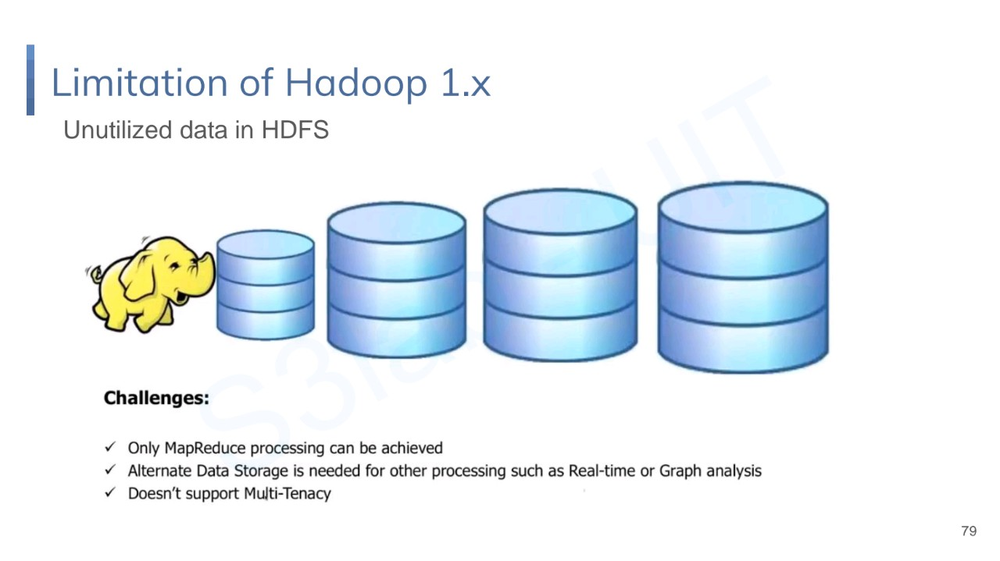 Limitation of Hadoop 1.x
Unutilized data in HDFS
Challenges:
✓ Only MapReduce processing can be achieved
✓ Alternate Data Storage is needed for other processing such as Real-time or Graph analysis
✓ Doesn't support Multi-Tenacy
79